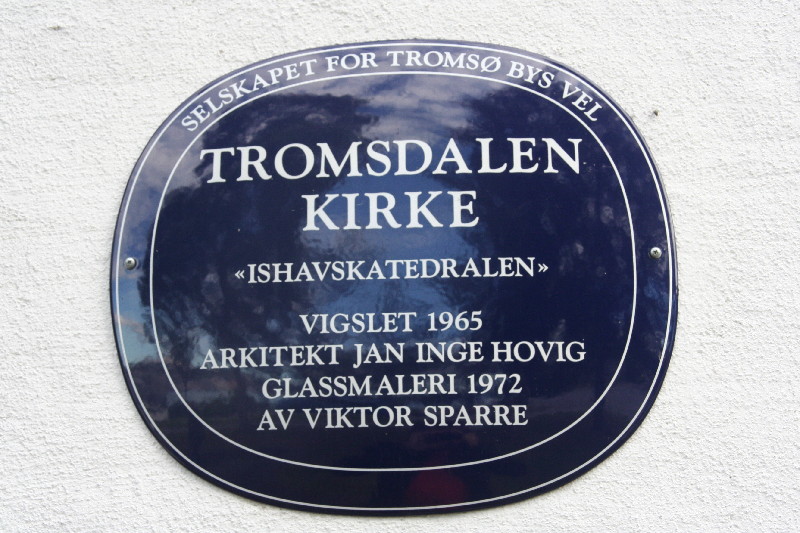 SELSKAPET FOR TROMSØ BYS VEL
TROMSDALEN
KIRKE
«ISHAVSKATEDRALEN»
VIGSLET 1965
ARKITEKT JAN INGE HOVIG
GLASSMALERI 1972
AV VIKTOR SPARRE